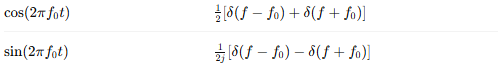 cos(2πf₀t) ½[δ(f − f₀) + δ(f + f₀)]
sin(2πf₀t) 1/2j [δ(f − f₀) − δ(f + f₀)]